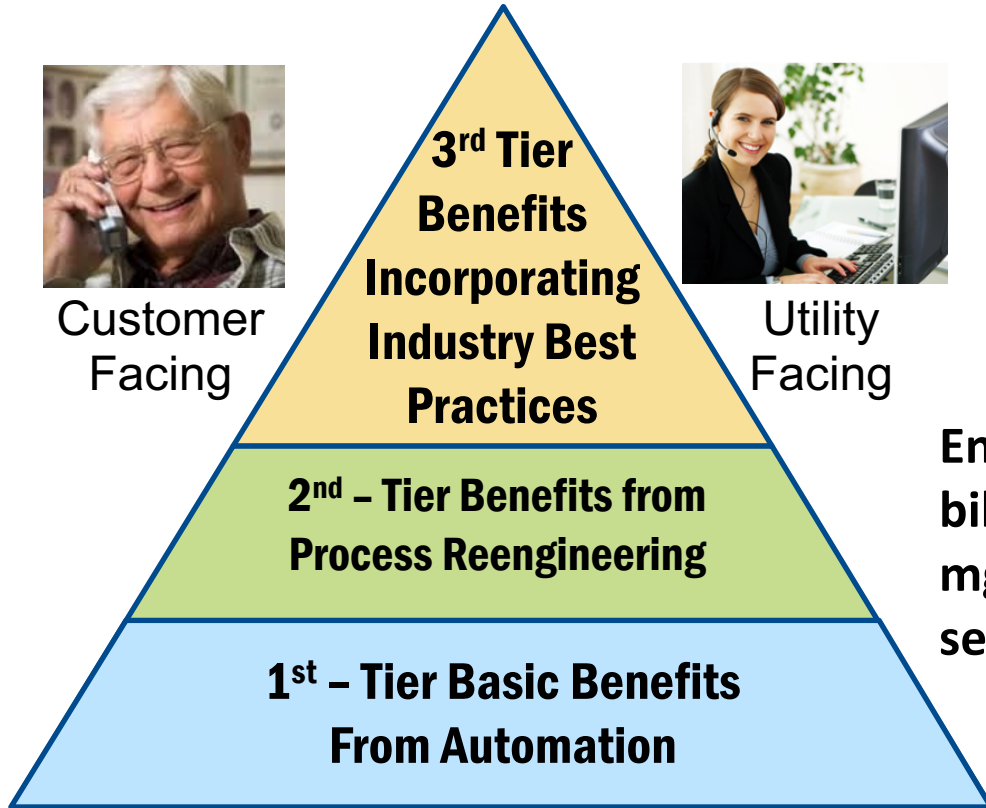 3rd Tier
Benefits
Incorporating
Industry Best
Practices
Customer
Facing
Utility
Facing
2nd – Tier Benefits from
Process Reengineering
1st – Tier Basic Benefits
From Automation